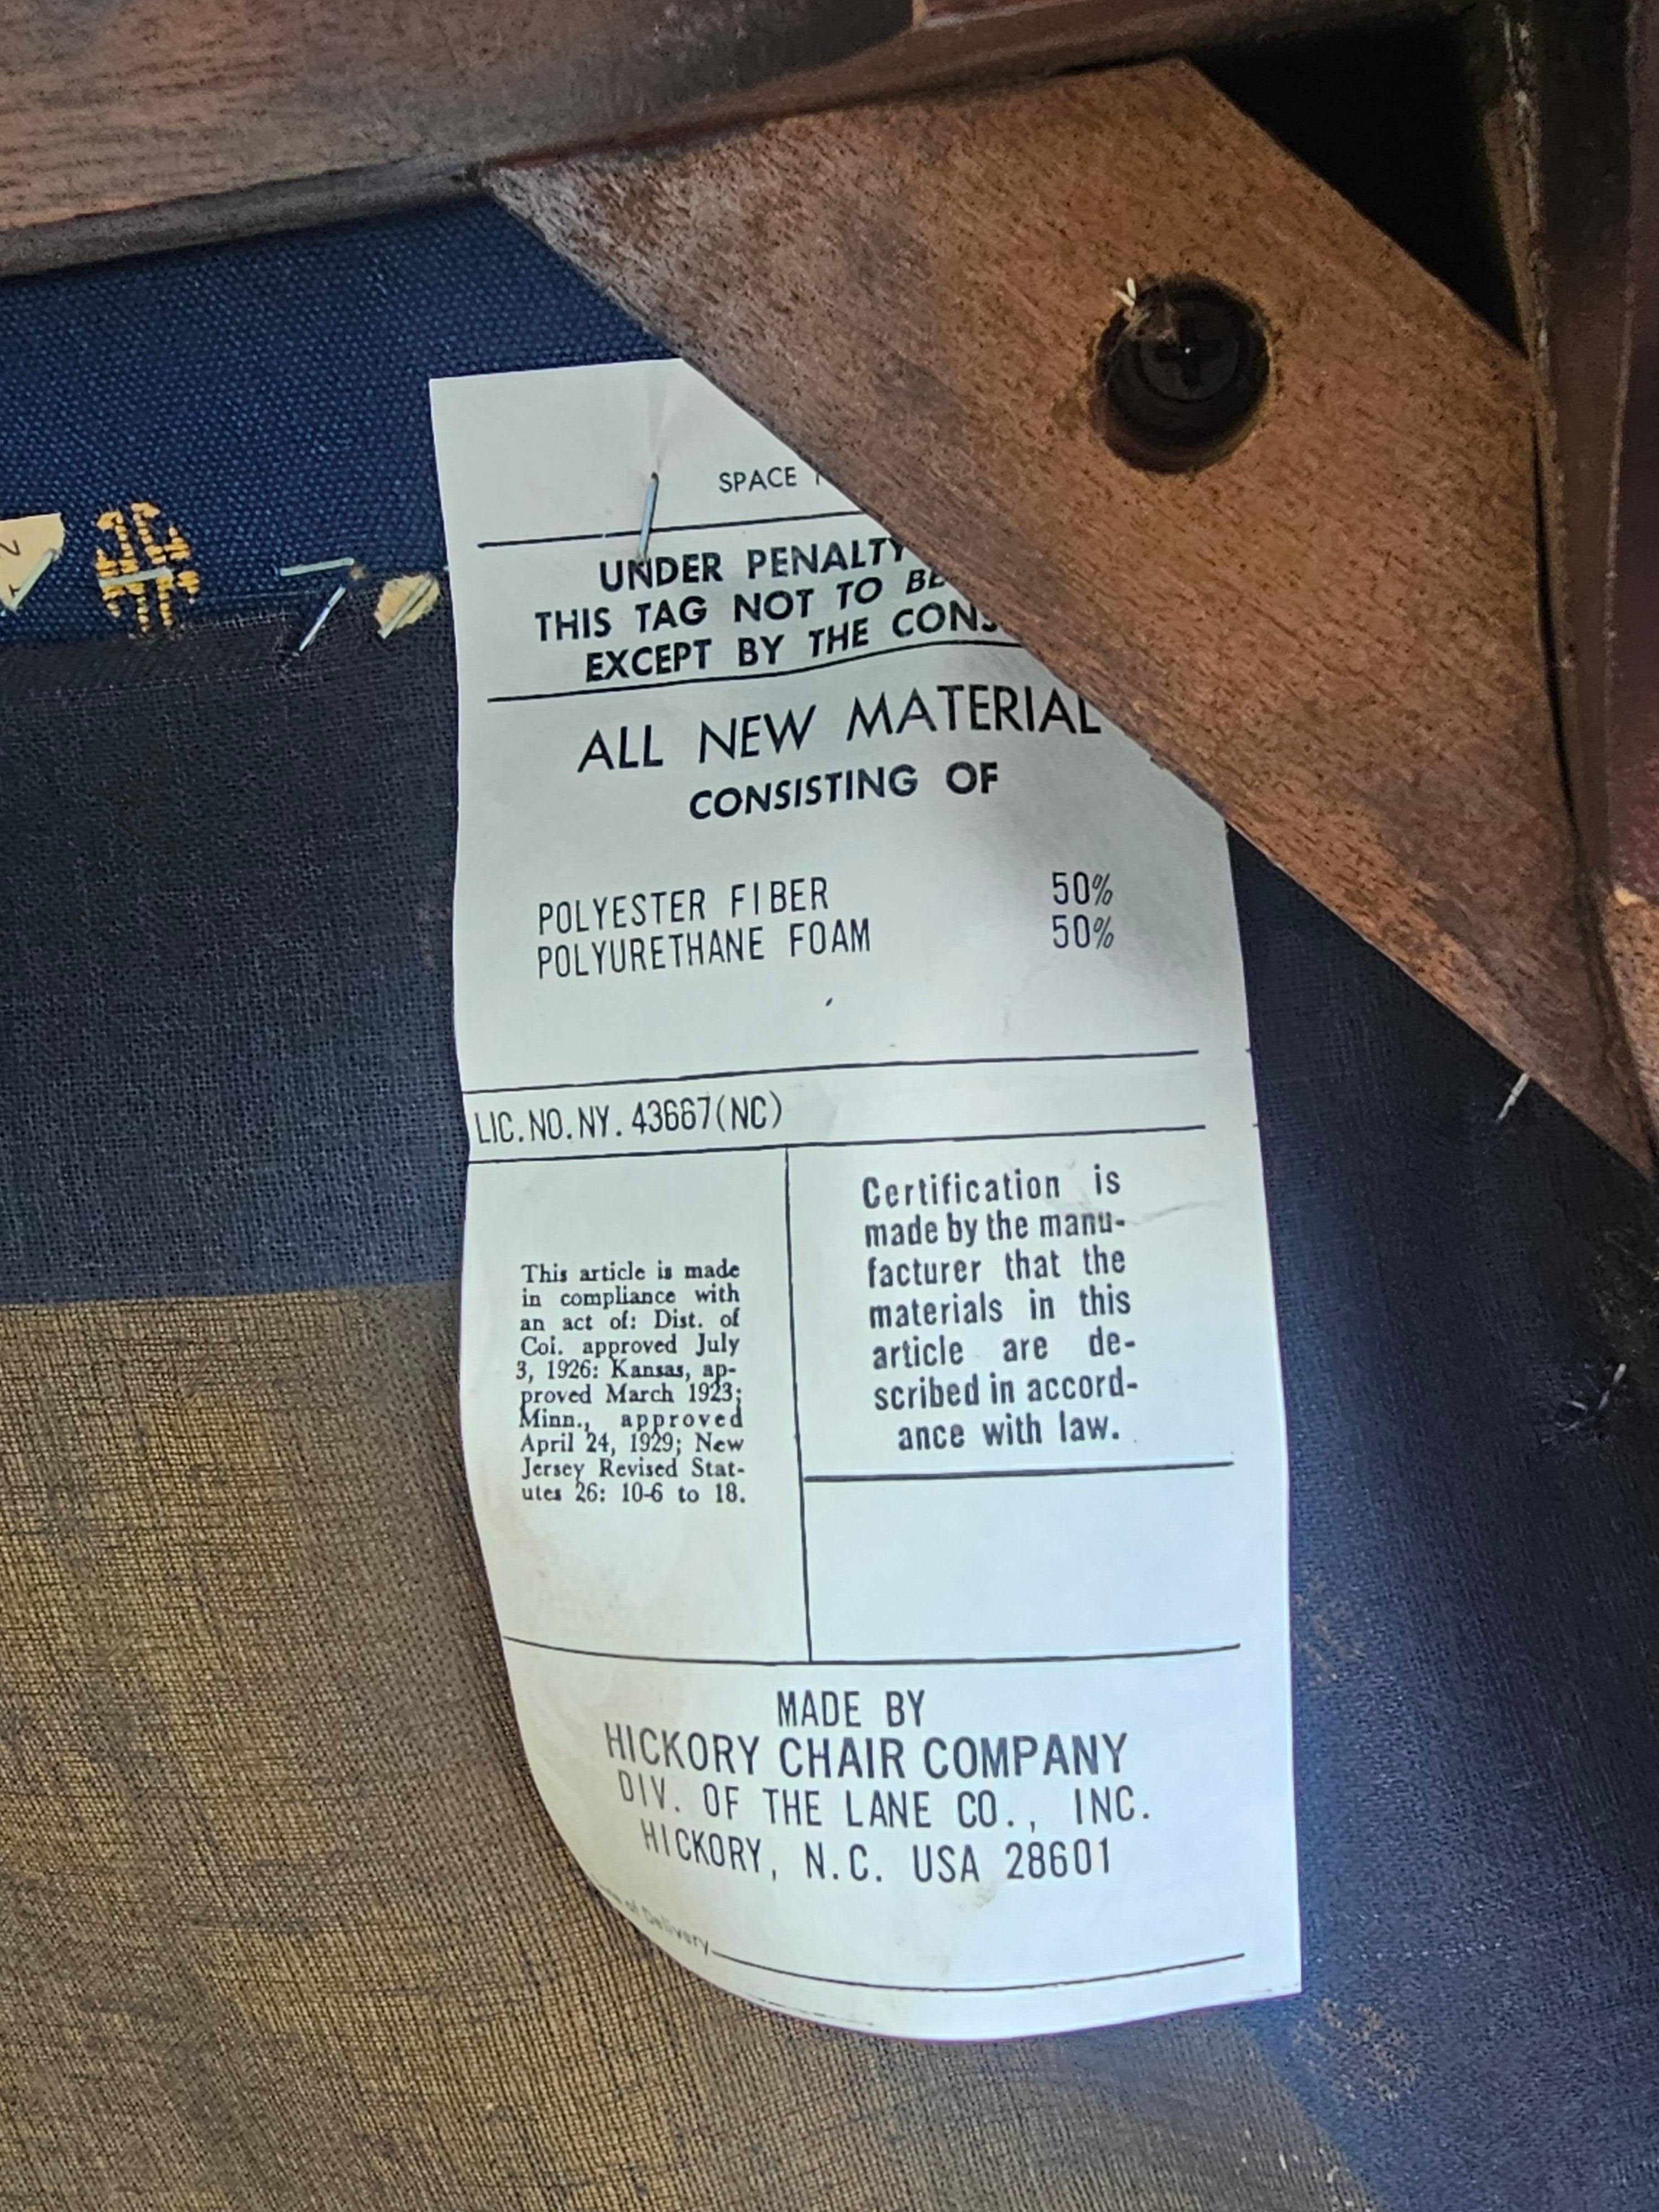 SPACE
UNDER PENALTY
THIS TAG NOT TO BE
EXCEPT BY THE
ALL NEW MATERIAL
CONSISTING OF
POLYESTER FIBER 50%
POLYURETHANE FOAM 50%
LIC.NO.NY.43667(NC)
This article is made
in compliance with
an act of: Dist. of
Col. approved July
3, 1926: Kansas, ap-
proved March 1923;
Minn., approved
April 24, 1929; New
Jersey Revised Stat-
utes 26: 10-6 to 18.
Certification is
made by the manu-
facturer that the
materials in this
article are de-
scribed in accord-
ance with law.
MADE BY
HICKORY CHAIR COMPANY
DIV. OF THE LANE CO., INC.
HICKORY, N.C. USA 28601
of Delivery